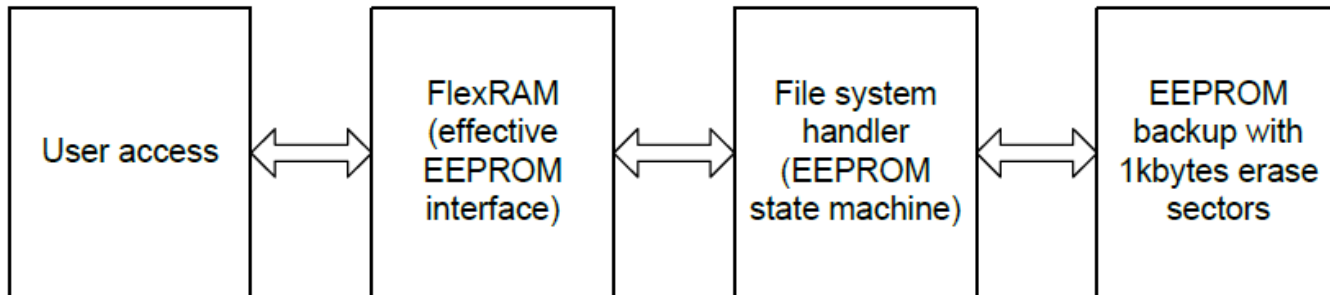 User access
FlexRAM
(effective
EEPROM
interface)
File system
handler
(EEPROM
state machine)
EEPROM
backup with
1kbytes erase
sectors